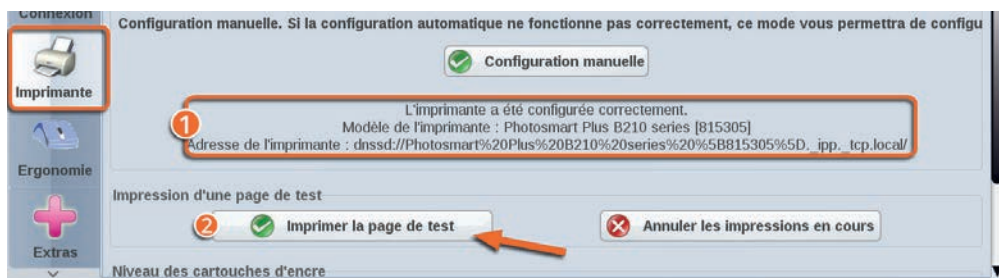 Connexion
Imprimante
Ergonomie
Extras
Configuration manuelle. Si la configuration automatique ne fonctionne pas correctement, ce mode vous permettra de configu
Configuration manuelle
1
L'imprimante a été configurée correctement.
Modèle de l'imprimante : Photosmart Plus B210 series [815305]
Adresse de l'imprimante : dnssd://Photosmart%20Plus%20B210%20series%20%5B815305%5D._ipp._tcp.local/
Impression d'une page de test
2
Imprimer la page de test
Annuler les impressions en cours
Niveau des cartouches d'encre